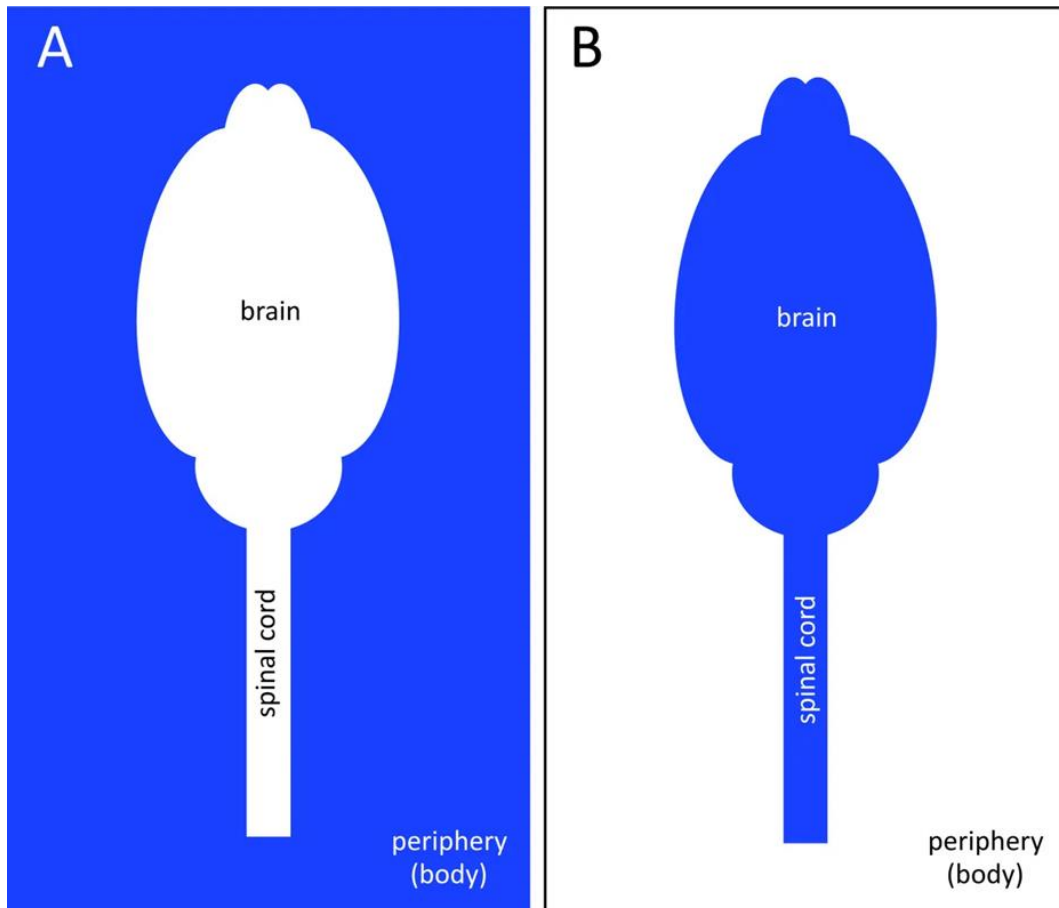 A
brain
spinal cord
periphery
(body)
B
brain
spinal cord
periphery
(body)